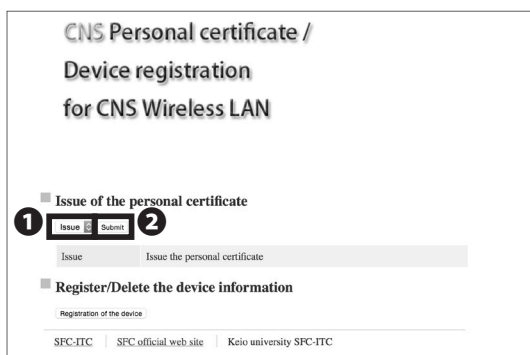 CNS Personal certificate /
Device registration
for CNS Wireless LAN
Issue of the personal certificate
1 Issue Submit 2
Issue Issue the personal certificate
Register/Delete the device information
Registration of the device
SFC-ITC SFC official web site Keio university SFC-ITC